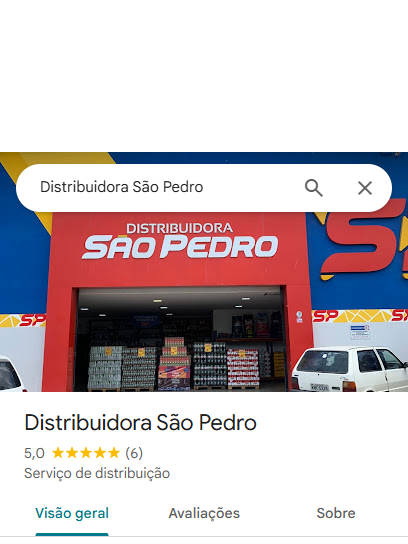 Distribuidora São Pedro
DISTRIBUIDORA
SÃO PEDRO
SP
SP
SP
Distribuidora São Pedro
5,0 (6)
Serviço de distribuição
Visão geral
Avaliações
Sobre